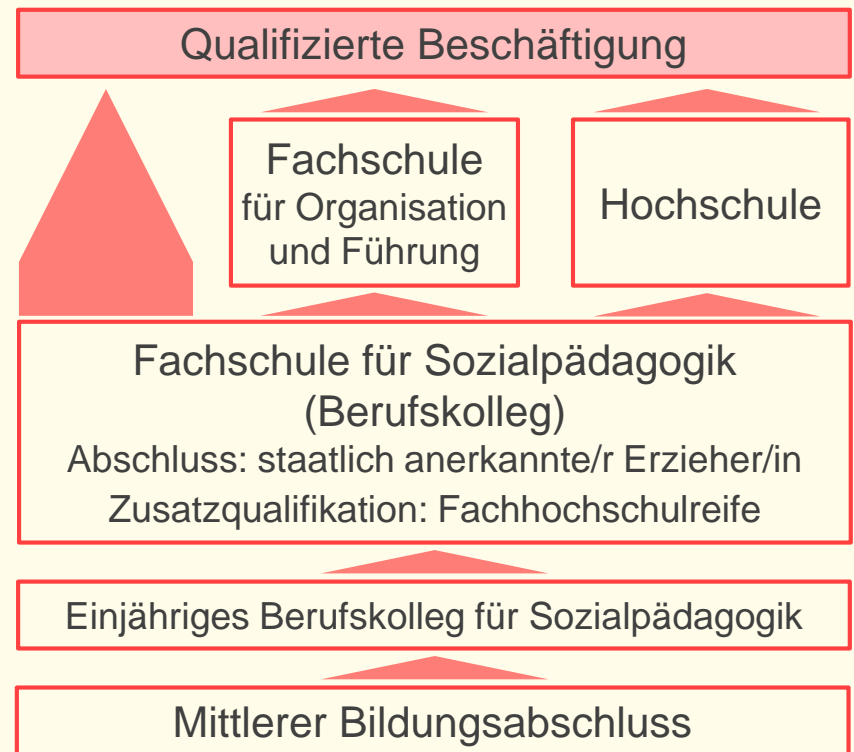 Qualifizierte Beschäftigung
Fachschule
für Organisation
und Führung
Hochschule
Fachschule für Sozialpädagogik
(Berufskolleg)
Abschluss: staatlich anerkannte/r Erzieher/in
Zusatzqualifikation: Fachhochschulreife
Einjähriges Berufskolleg für Sozialpädagogik
Mittlerer Bildungsabschluss